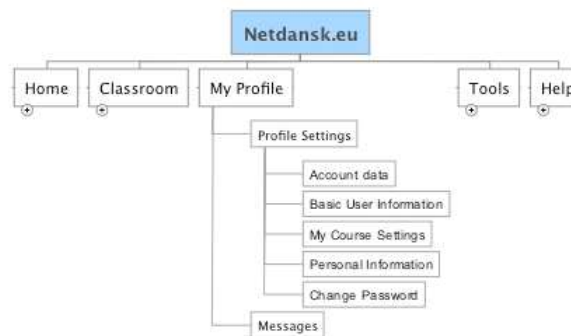 Netdansk.eu
Home
Classroom
My Profile
Tools
Help
Profile Settings
Account data
Basic User Information
My Course Settings
Personal Information
Change Password
Messages